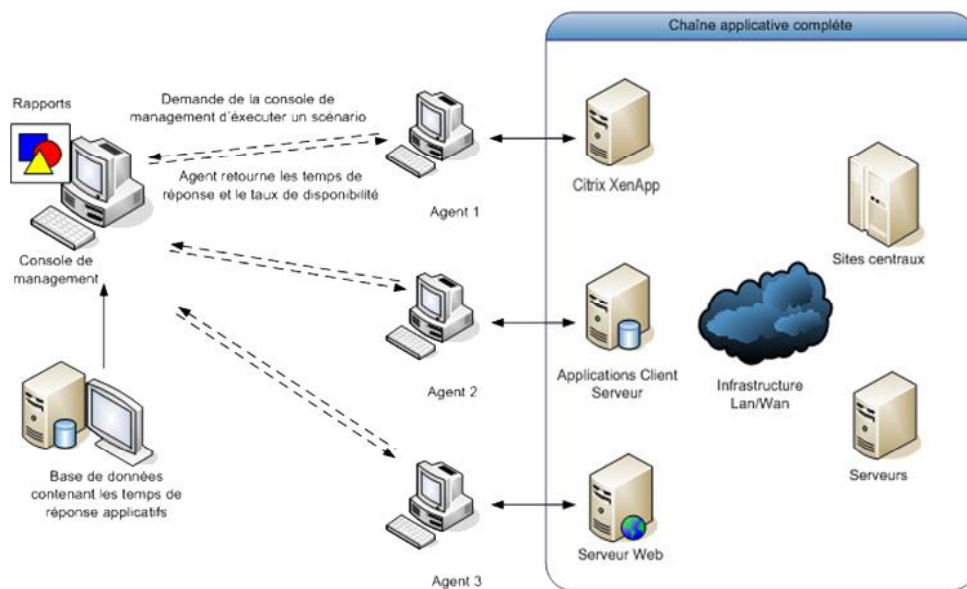 Chaîne applicative compléte
Rapports
Demande de la console de
management d'éxecuter un scénario
Agent retourne les temps de
réponse et le taux de disponibilité
Agent 1
Citrix XenApp
Console de
management
Sites centraux
Agent 2
Applications Client
Serveur
Infrastructure
Lan/Wan
Base de données
contenant les temps de
réponse applicatifs
Serveurs
Agent 3
Serveur Web